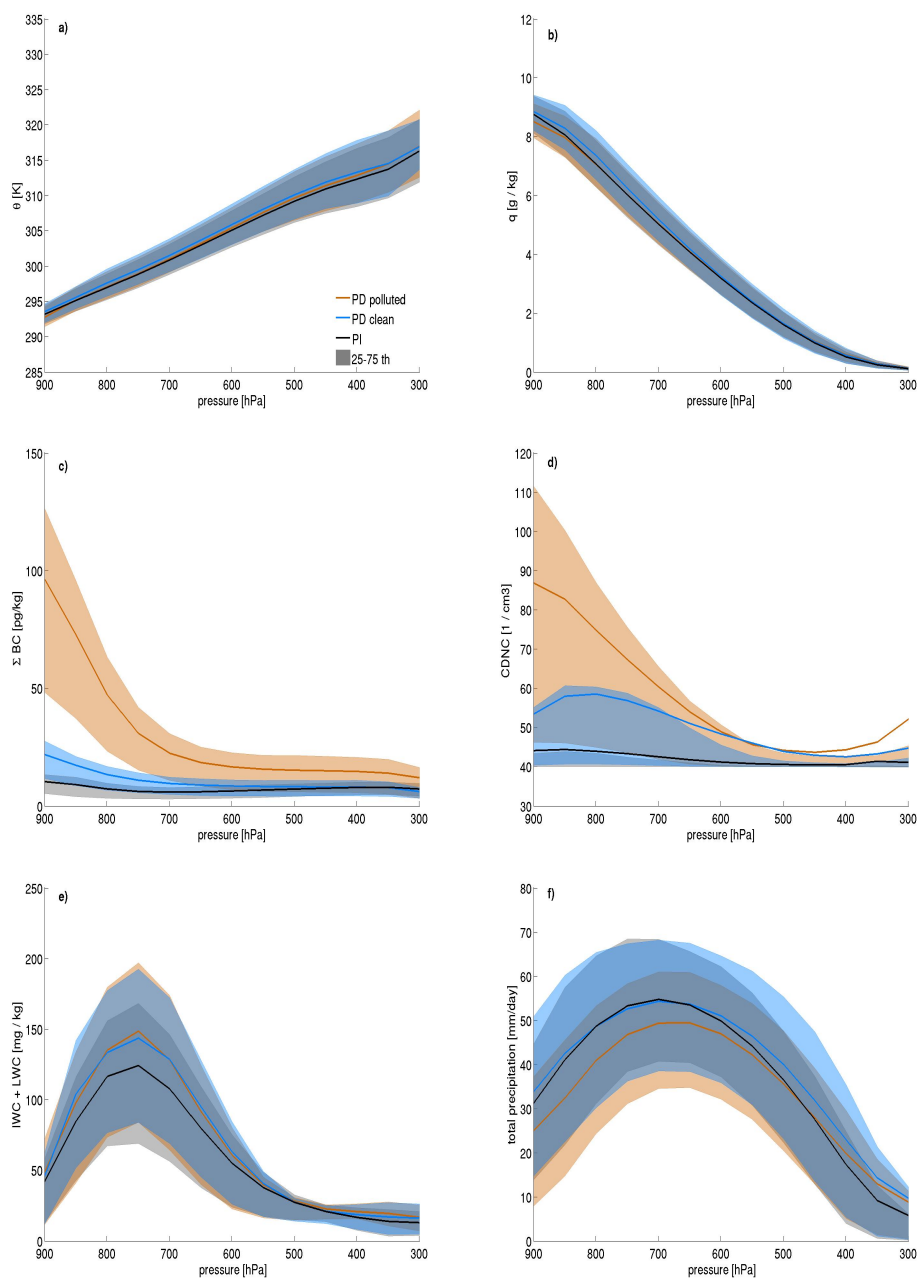 a)
335
330
325
320
315
310
305
300
295
290
285
θ [K]
PD polluted
PD clean
PI
25-75 th
900 800 700 600 500 400 300
pressure [hPa]
b)
12
10
8
6
4
2
0
q [g / kg]
900 800 700 600 500 400 300
pressure [hPa]
c)
150
100
50
0
Σ BC [pg/kg]
900 800 700 600 500 400 300
pressure [hPa]
d)
120
110
100
90
80
70
60
50
40
30
CDNC [1 / cm3]
900 800 700 600 500 400 300
pressure [hPa]
e)
250
200
150
100
50
0
IWC + LWC [mg / kg]
900 800 700 600 500 400 300
pressure [hPa]
f)
80
70
60
50
40
30
20
10
0
total precipitation [mm/day]
900 800 700 600 500 400 300
pressure [hPa]